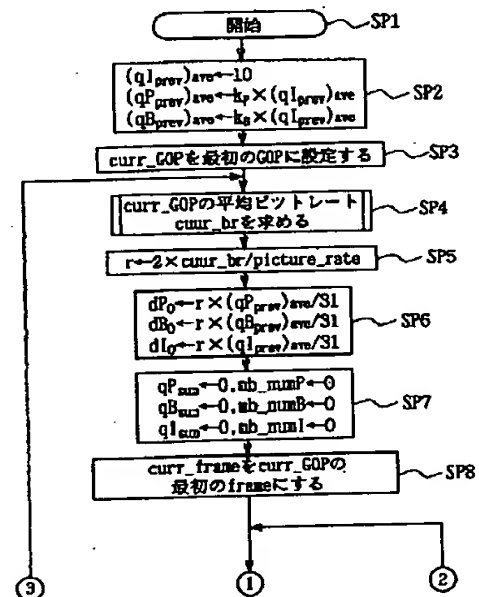 開始
SP1
(qI_prev)ave←10
(qP_prev)ave←k_P×(qI_prev)ave
(qB_prev)ave←k_B×(qI_prev)ave
SP2
curr_GOPを最初のGOPに設定する
SP3
curr_GOPの平均ビットレート
cuur_brを求める
SP4
r←2×cuur_br/picture_rate
SP5
dP_0←r×(qP_prev)ave/31
dB_0←r×(qB_prev)ave/31
dI_0←r×(qI_prev)ave/31
SP6
qP_sum←0,mb_numP←0
qB_sum←0,mb_numB←0
qI_sum←0,mb_numI←0
SP7
curr_frameをcurr_GOPの
最初のframeにする
SP8
3
1
2